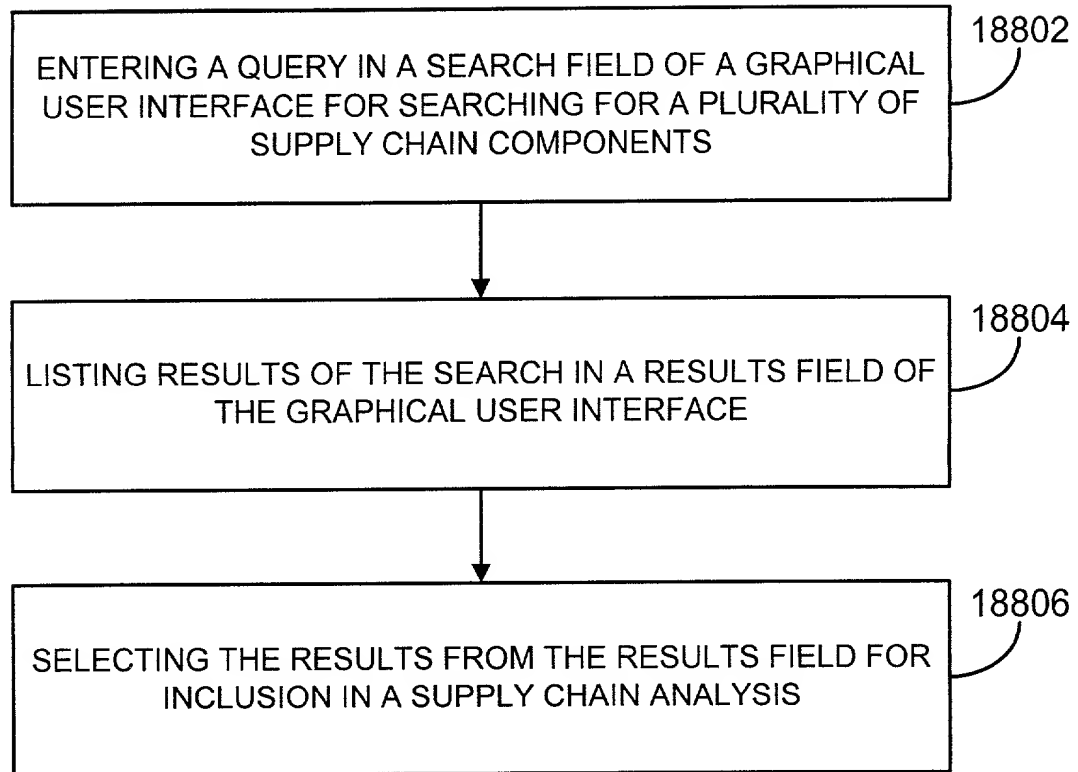 18802
ENTERING A QUERY IN A SEARCH FIELD OF A GRAPHICAL
USER INTERFACE FOR SEARCHING FOR A PLURALITY OF
SUPPLY CHAIN COMPONENTS
18804
LISTING RESULTS OF THE SEARCH IN A RESULTS FIELD OF
THE GRAPHICAL USER INTERFACE
18806
SELECTING THE RESULTS FROM THE RESULTS FIELD FOR
INCLUSION IN A SUPPLY CHAIN ANALYSIS